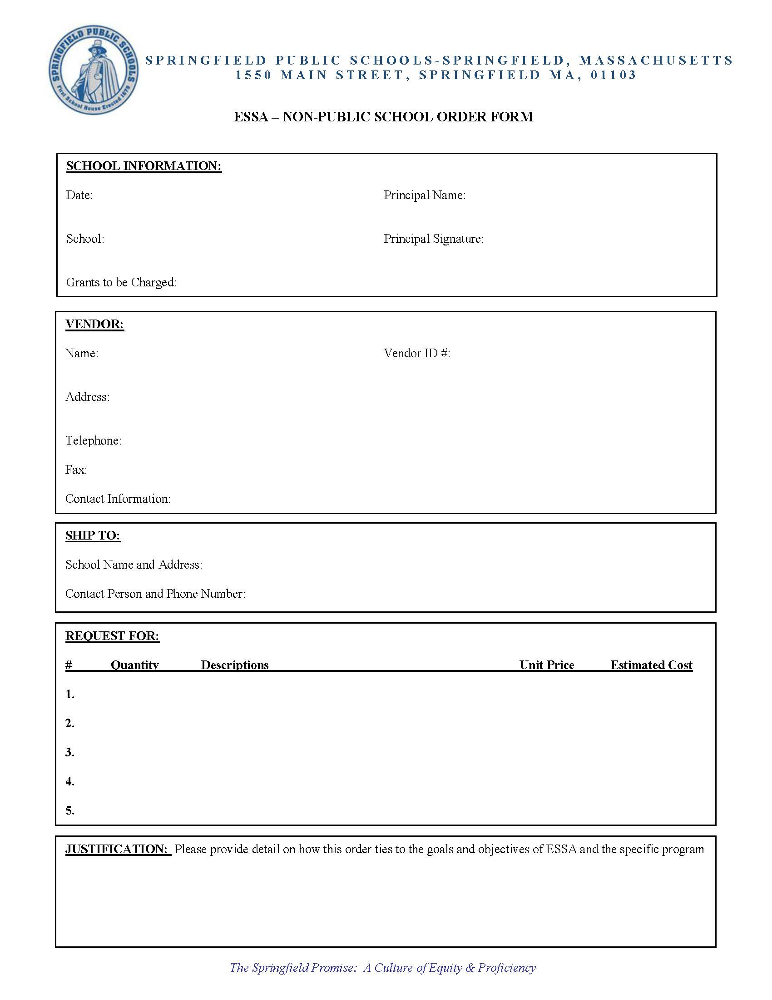 SPRINGFIELD PUBLIC SCHOOLS
First School House Erected 1679
SPRINGFIELD PUBLIC SCHOOLS-SPRINGFIELD, MASSACHUSETTS
1550 MAIN STREET, SPRINGFIELD MA, 01103
ESSA – NON-PUBLIC SCHOOL ORDER FORM
SCHOOL INFORMATION:
Date: Principal Name:
School: Principal Signature:
Grants to be Charged:
VENDOR:
Name: Vendor ID #:
Address:
Telephone:
Fax:
Contact Information:
SHIP TO:
School Name and Address:
Contact Person and Phone Number:
REQUEST FOR:
# Quantity Descriptions Unit Price Estimated Cost
1.
2.
3.
4.
5.
JUSTIFICATION: Please provide detail on how this order ties to the goals and objectives of ESSA and the specific program
The Springfield Promise: A Culture of Equity & Proficiency